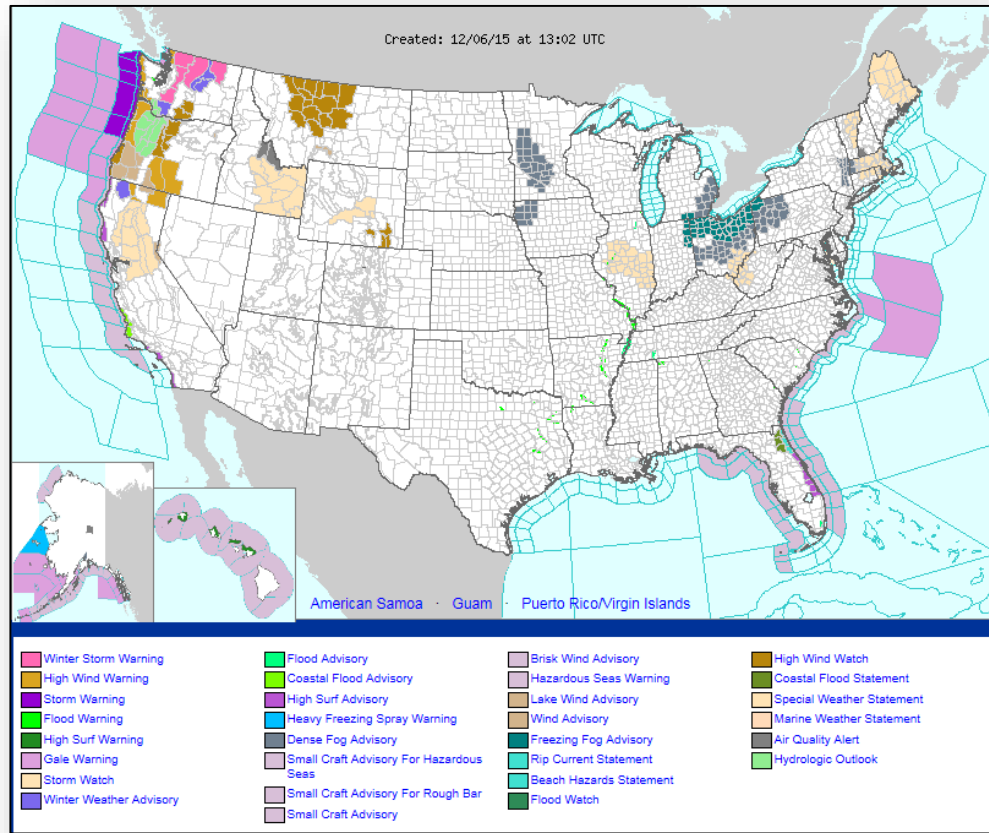 Created: 12/06/15 at 13:02 UTC
American Samoa · Guam · Puerto Rico/Virgin Islands
Winter Storm Warning
High Wind Warning
Storm Warning
Flood Warning
High Surf Warning
Gale Warning
Storm Watch
Winter Weather Advisory
Flood Advisory
Coastal Flood Advisory
High Surf Advisory
Heavy Freezing Spray Warning
Dense Fog Advisory
Small Craft Advisory For Hazardous
Seas
Small Craft Advisory For Rough Bar
Small Craft Advisory
Brisk Wind Advisory
Hazardous Seas Warning
Lake Wind Advisory
Wind Advisory
Freezing Fog Advisory
Rip Current Statement
Beach Hazards Statement
Flood Watch
High Wind Watch
Coastal Flood Statement
Special Weather Statement
Marine Weather Statement
Air Quality Alert
Hydrologic Outlook